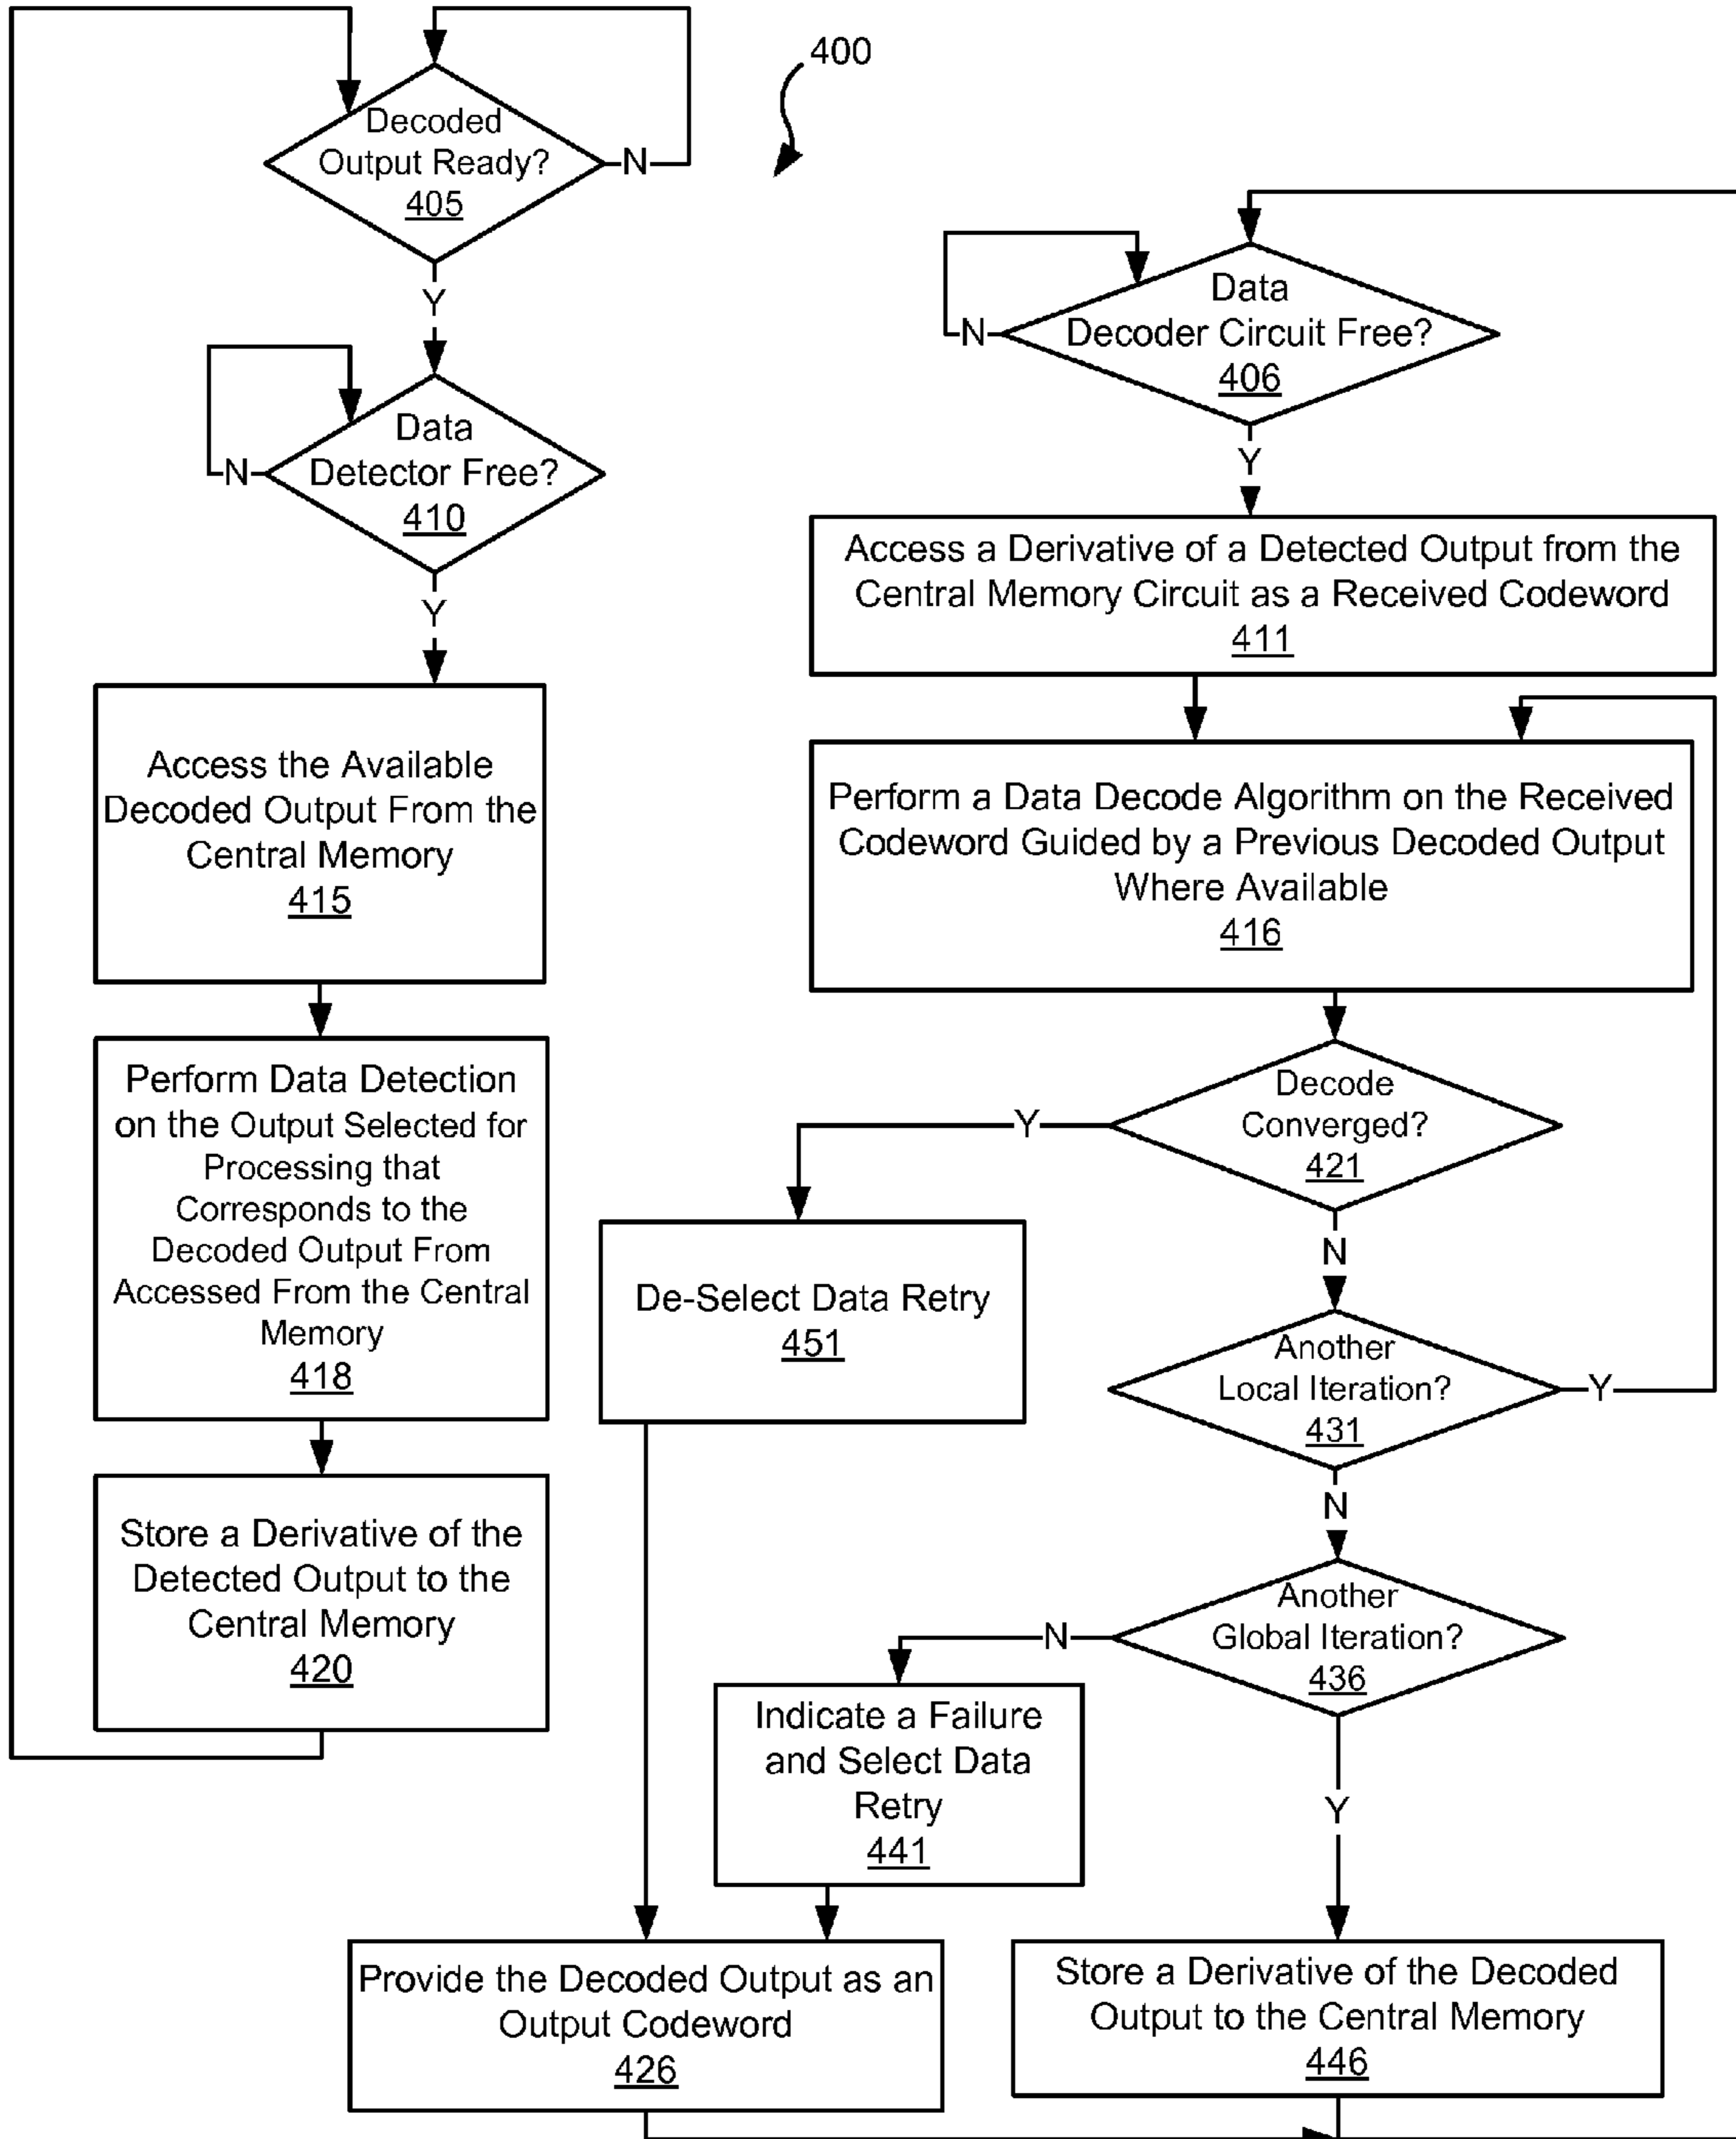 400
Decoded
Output Ready?
405
N
Y
Data
Detector Free?
410
N
Y
Access the Available
Decoded Output From the
Central Memory
415
Perform Data Detection
on the Output Selected for
Processing that
Corresponds to the
Decoded Output From
Accessed From the Central
Memory
418
Store a Derivative of the
Detected Output to the
Central Memory
420
Data
Decoder Circuit Free?
406
N
Y
Access a Derivative of a Detected Output from the
Central Memory Circuit as a Received Codeword
411
Perform a Data Decode Algorithm on the Received
Codeword Guided by a Previous Decoded Output
Where Available
416
Decode
Converged?
421
Y
N
De-Select Data Retry
451
Another
Local Iteration?
431
Y
N
Another
Global Iteration?
436
N
Y
Indicate a Failure
and Select Data
Retry
441
Provide the Decoded Output as an
Output Codeword
426
Store a Derivative of the Decoded
Output to the Central Memory
446